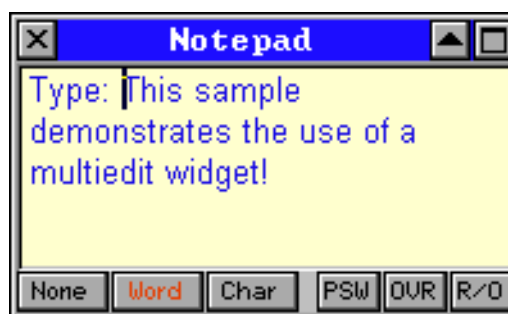 Notepad
Type: This sample
demonstrates the use of a
multiedit widget!
None Word Char PSW OVR R/O